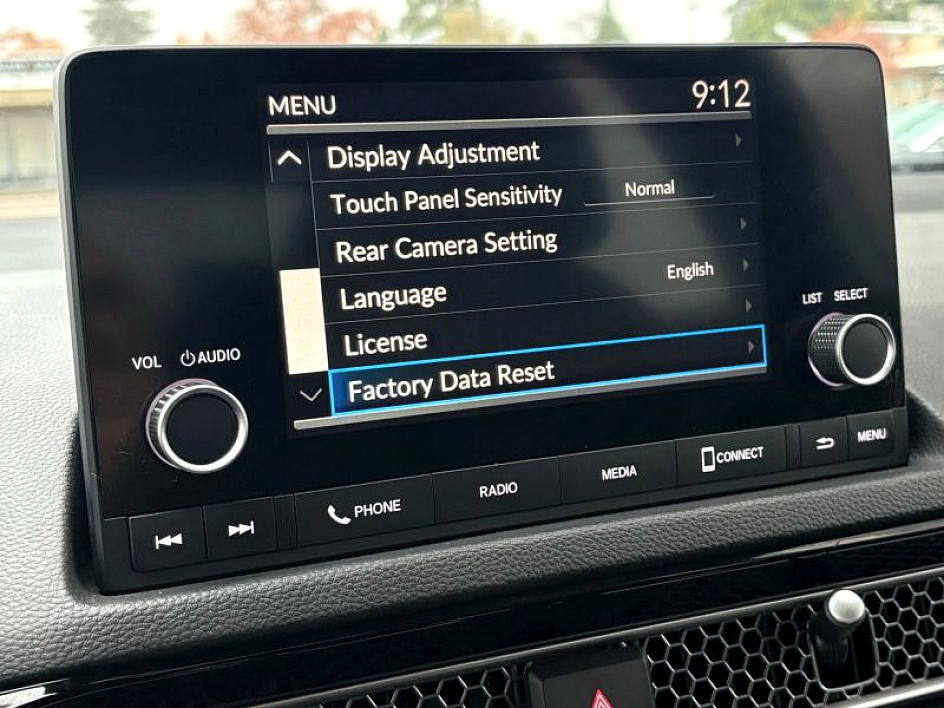 MENU 9:12
Display Adjustment
Touch Panel Sensitivity Normal
Rear Camera Setting
Language English
License
Factory Data Reset
LIST SELECT
VOL AUDIO
PHONE RADIO MEDIA CONNECT MENU